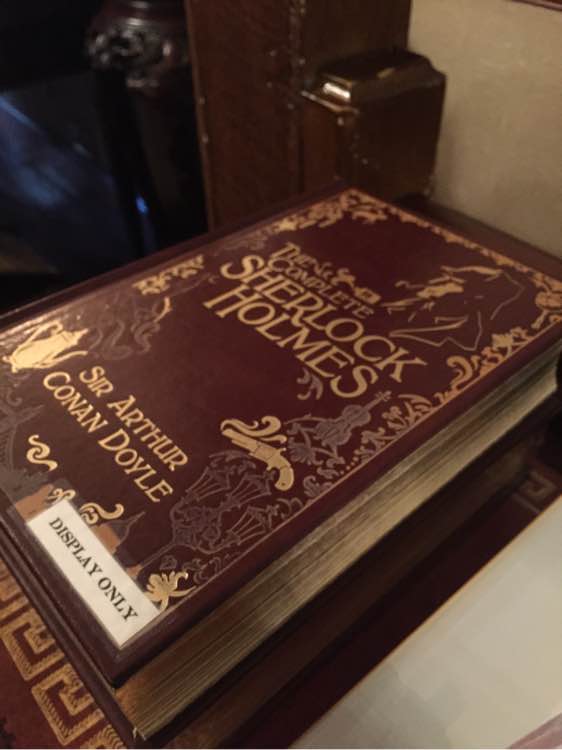 THE
COMPLETE
SHERLOCK
HOLMES
SIR ARTHUR
CONAN DOYLE
DISPLAY ONLY